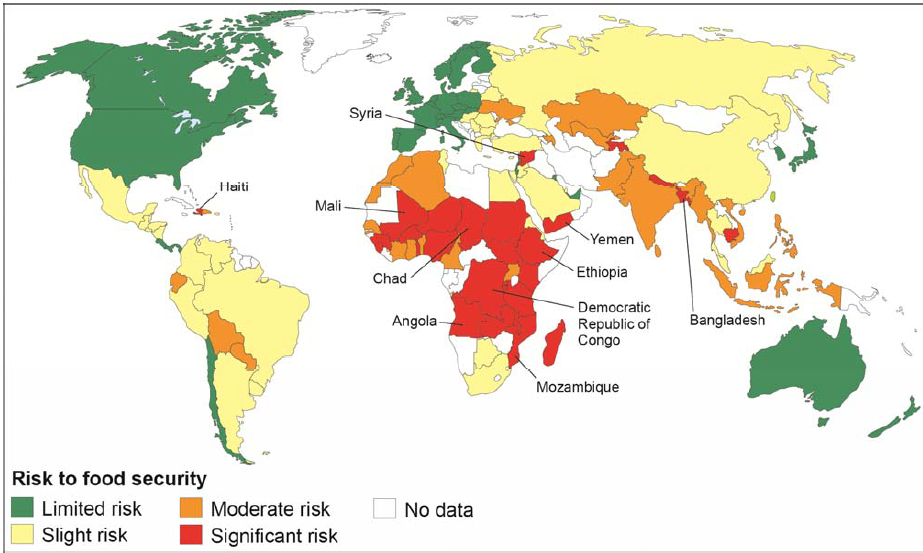 Syria
Haiti
Mali
Yemen
Chad
Ethiopia
Angola
Democratic
Republic of
Congo
Bangladesh
Mozambique
Risk to food security
Limited risk
Moderate risk
No data
Slight risk
Significant risk